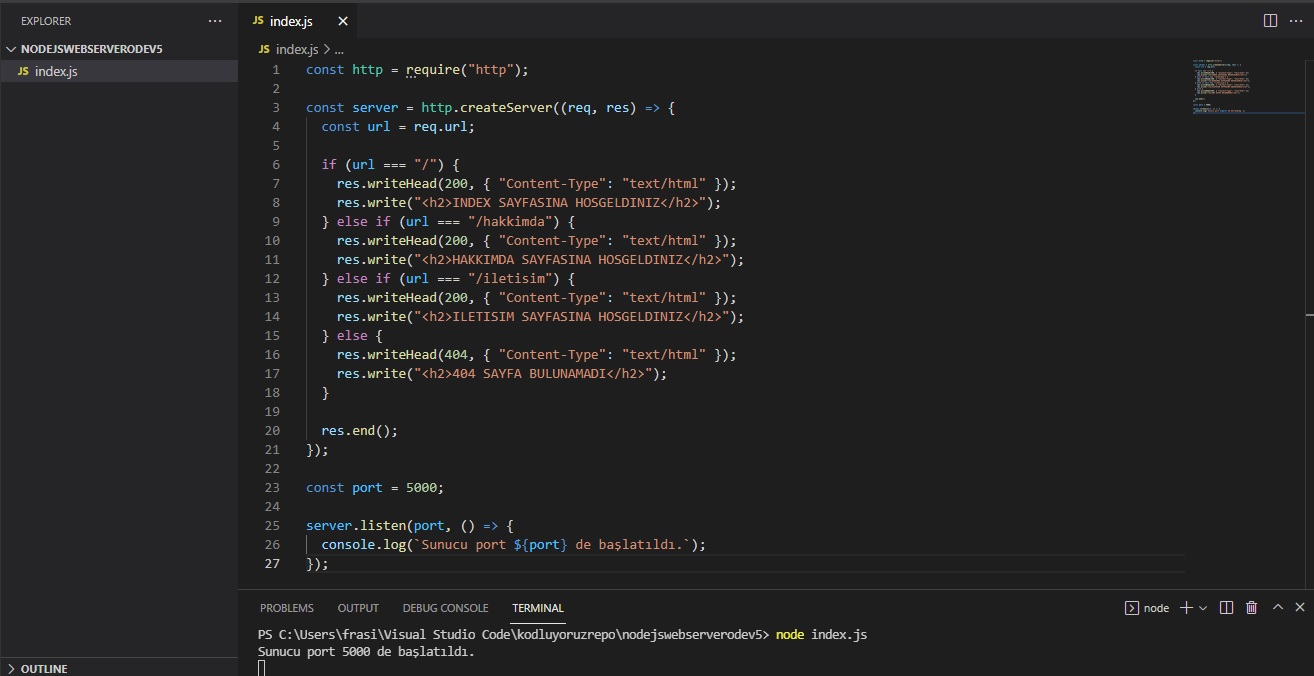 EXPLORER
NODEJSWEBSERVERODEV5
JS index.js
OUTLINE
JS index.js
JS index.js > ...
1 const http = require("http");
2
3 const server = http.createServer((req, res) => {
4 const url = req.url;
5
6 if (url === "/") {
7 res.writeHead(200, { "Content-Type": "text/html" });
8 res.write("<h2>INDEX SAYFASINA HOSGELDINIZ</h2>");
9 } else if (url === "/hakkimda") {
10 res.writeHead(200, { "Content-Type": "text/html" });
11 res.write("<h2>HAKKIMDA SAYFASINA HOSGELDINIZ</h2>");
12 } else if (url === "/iletisim") {
13 res.writeHead(200, { "Content-Type": "text/html" });
14 res.write("<h2>ILETISIM SAYFASINA HOSGELDINIZ</h2>");
15 } else {
16 res.writeHead(404, { "Content-Type": "text/html" });
17 res.write("<h2>404 SAYFA BULUNAMADI</h2>");
18 }
19
20 res.end();
21 });
22
23 const port = 5000;
24
25 server.listen(port, () => {
26 console.log(`Sunucu port ${port} de başlatıldı.`);
27 });
PROBLEMS OUTPUT DEBUG CONSOLE TERMINAL node
PS C:\Users\frasi\Visual Studio Code\kodluyoruzrepo\nodejswebserverodev5> node index.js
Sunucu port 5000 de başlatıldı.